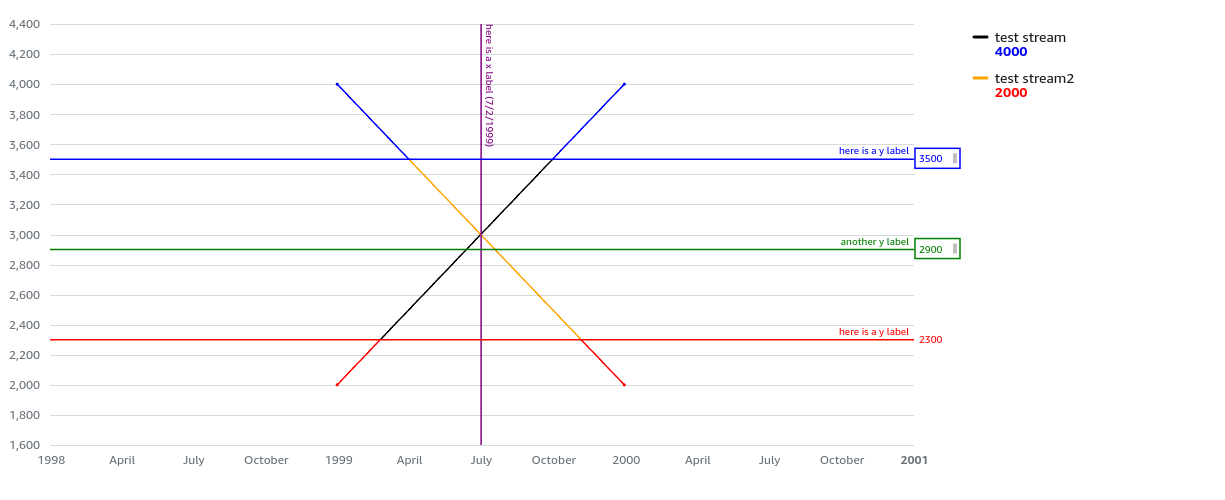 4,400
4,200
4,000
3,800
3,600
3,400
3,200
3,000
2,800
2,600
2,400
2,200
2,000
1,800
1,600
1998 April July October 1999 April July October 2000 April July October 2001
here is a x label (7/2/1999)
here is a y label
3500
another y label
2900
here is a y label
2300
test stream
4000
test stream2
2000